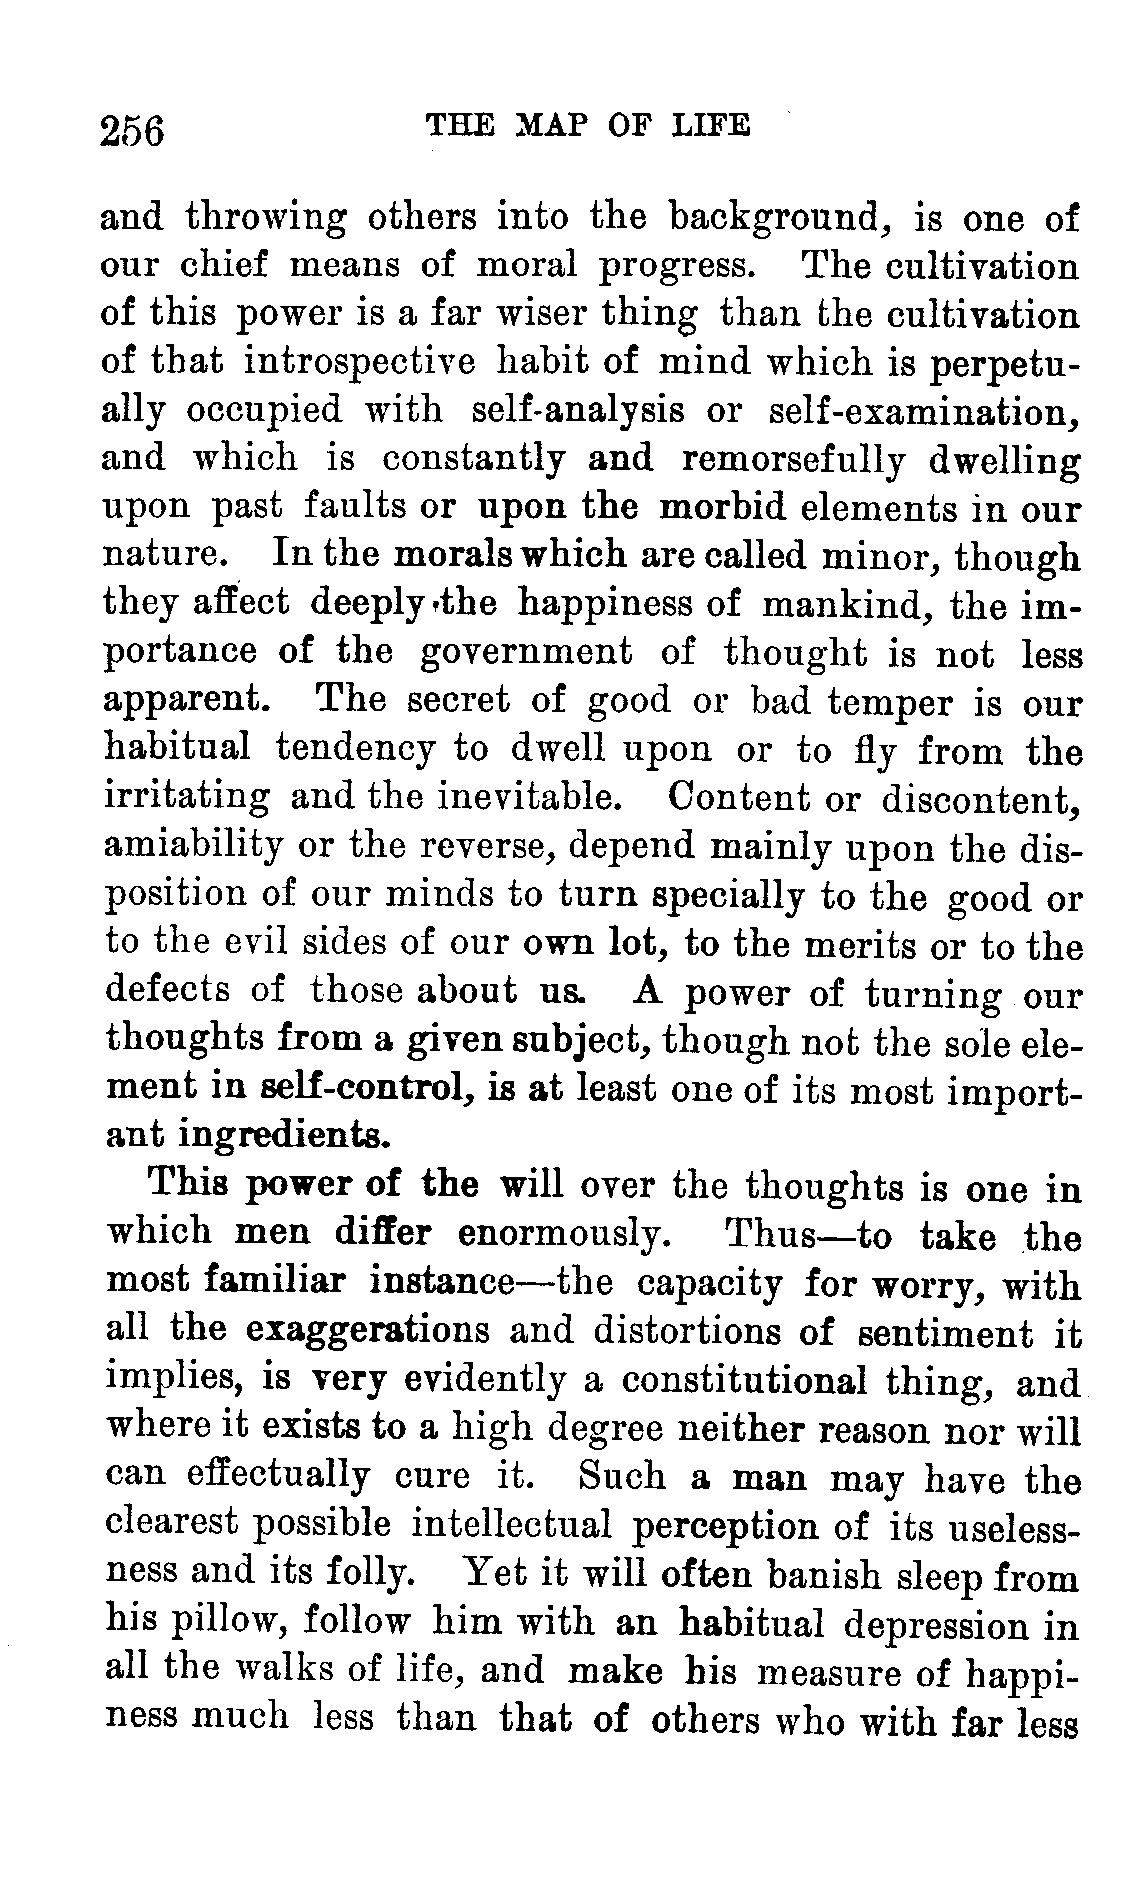 256 THE MAP OF LIFE
and throwing others into the background, is one of
our chief means of moral progress. The cultivation
of this power is a far wiser thing than the cultivation
of that introspective habit of mind which is perpetu-
ally occupied with self-analysis or self-examination,
and which is constantly and remorsefully dwelling
upon past faults or upon the morbid elements in our
nature. In the morals which are called minor, though
they affect deeply the happiness of mankind, the im-
portance of the government of thought is not less
apparent. The secret of good or bad temper is our
habitual tendency to dwell upon or to fly from the
irritating and the inevitable. Content or discontent,
amiability or the reverse, depend mainly upon the dis-
position of our minds to turn specially to the good or
to the evil sides of our own lot, to the merits or to the
defects of those about us. A power of turning our
thoughts from a given subject, though not the sole ele-
ment in self-control, is at least one of its most import-
ant ingredients.
This power of the will over the thoughts is one in
which men differ enormously. Thus—to take the
most familiar instance—the capacity for worry, with
all the exaggerations and distortions of sentiment it
implies, is very evidently a constitutional thing, and
where it exists to a high degree neither reason nor will
can effectually cure it. Such a man may have the
clearest possible intellectual perception of its useless-
ness and its folly. Yet it will often banish sleep from
his pillow, follow him with an habitual depression in
all the walks of life, and make his measure of happi-
ness much less than that of others who with far less